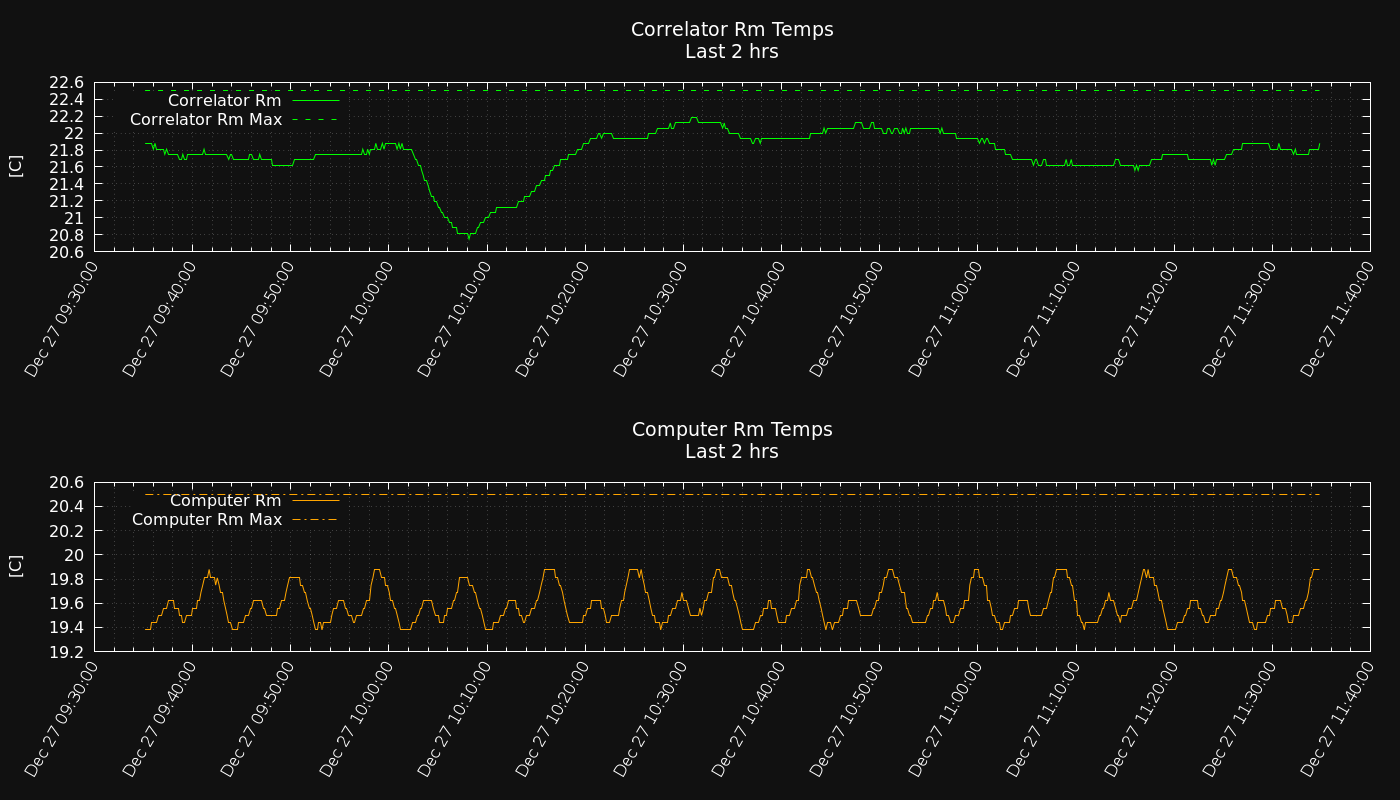 Correlator Rm Temps
Last 2 hrs
22.6
22.4
22.2
22
21.8
21.6
21.4
21.2
21
20.8
20.6
[C]
Correlator Rm
Correlator Rm Max
Dec 27 09:30:00
Dec 27 09:40:00
Dec 27 09:50:00
Dec 27 10:00:00
Dec 27 10:10:00
Dec 27 10:20:00
Dec 27 10:30:00
Dec 27 10:40:00
Dec 27 10:50:00
Dec 27 11:00:00
Dec 27 11:10:00
Dec 27 11:20:00
Dec 27 11:30:00
Dec 27 11:40:00
Computer Rm Temps
Last 2 hrs
20.6
20.4
20.2
20
19.8
19.6
19.4
19.2
[C]
Computer Rm
Computer Rm Max
Dec 27 09:30:00
Dec 27 09:40:00
Dec 27 09:50:00
Dec 27 10:00:00
Dec 27 10:10:00
Dec 27 10:20:00
Dec 27 10:30:00
Dec 27 10:40:00
Dec 27 10:50:00
Dec 27 11:00:00
Dec 27 11:10:00
Dec 27 11:20:00
Dec 27 11:30:00
Dec 27 11:40:00